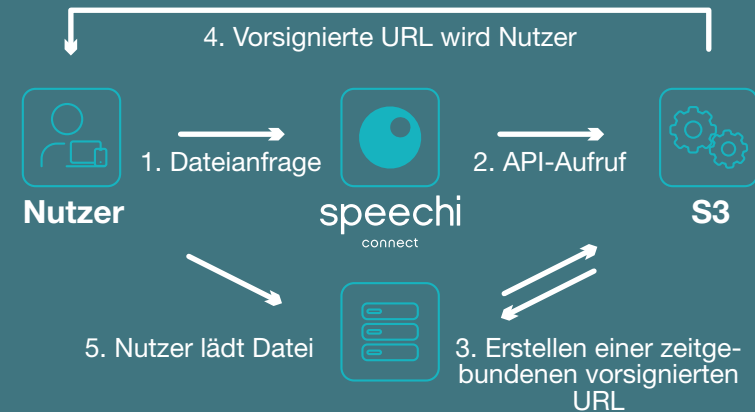 4. Vorsignierte URL wird Nutzer
1. Dateianfrage
2. API-Aufruf
Nutzer
speechi
connect
S3
5. Nutzer lädt Datei
3. Erstellen einer zeitge-
bundenen vorsignierten
URL